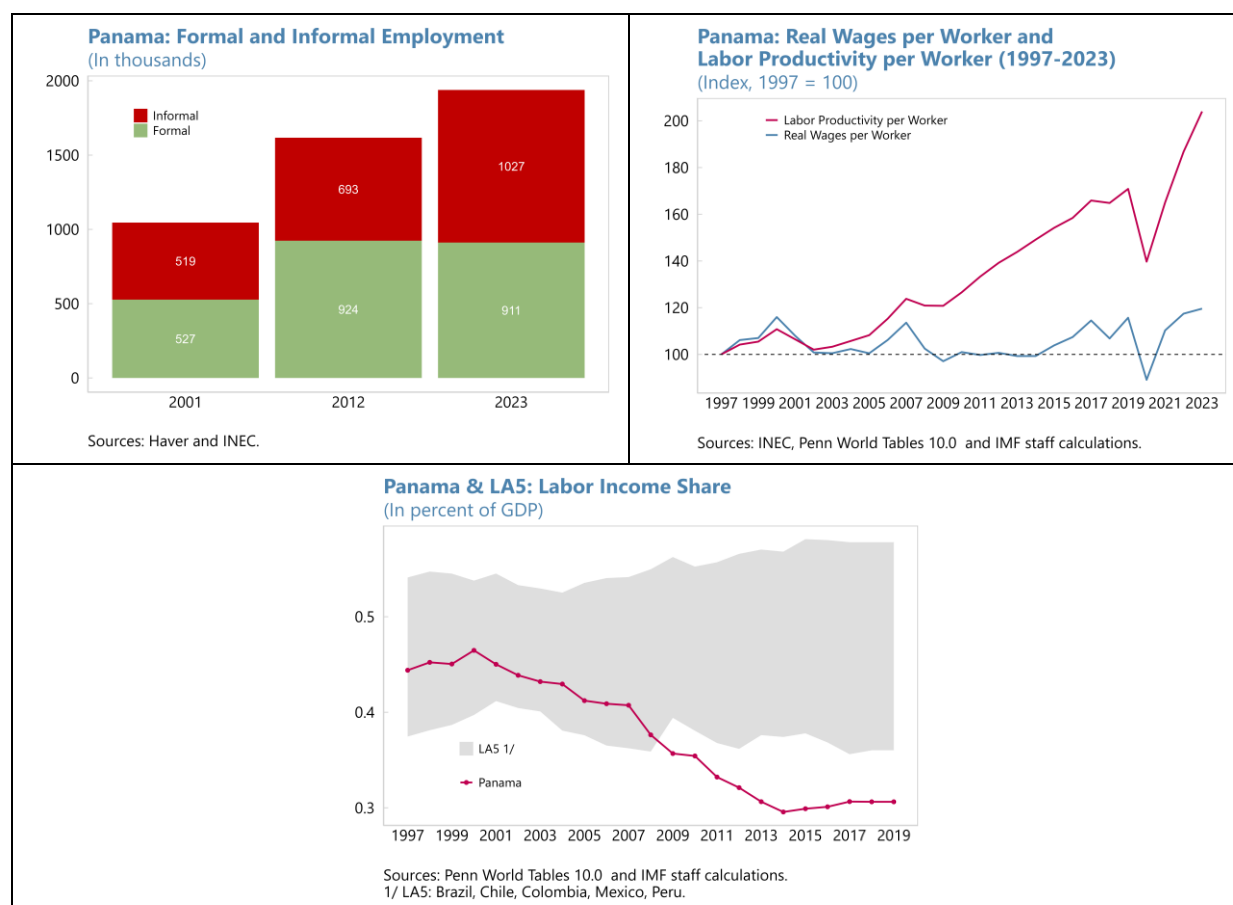 Panama: Formal and Informal Employment
(In thousands)
2000
1500
1000
500
0
Informal
Formal
519
527
693
924
1027
911
2001
2012
2023
Sources: Haver and INEC.
Panama: Real Wages per Worker and
Labor Productivity per Worker (1997-2023)
(Index, 1997 = 100)
200
180
160
140
120
100
Labor Productivity per Worker
Real Wages per Worker
1997 1999 2001 2003 2005 2007 2009 2011 2013 2015 2017 2019 2021 2023
Sources: INEC, Penn World Tables 10.0 and IMF staff calculations.
Panama & LA5: Labor Income Share
(In percent of GDP)
0.5
0.4
0.3
LA5 1/
Panama
1997 1999 2001 2003 2005 2007 2009 2011 2013 2015 2017 2019
Sources: Penn World Tables 10.0 and IMF staff calculations.
1/ LA5: Brazil, Chile, Colombia, Mexico, Peru.